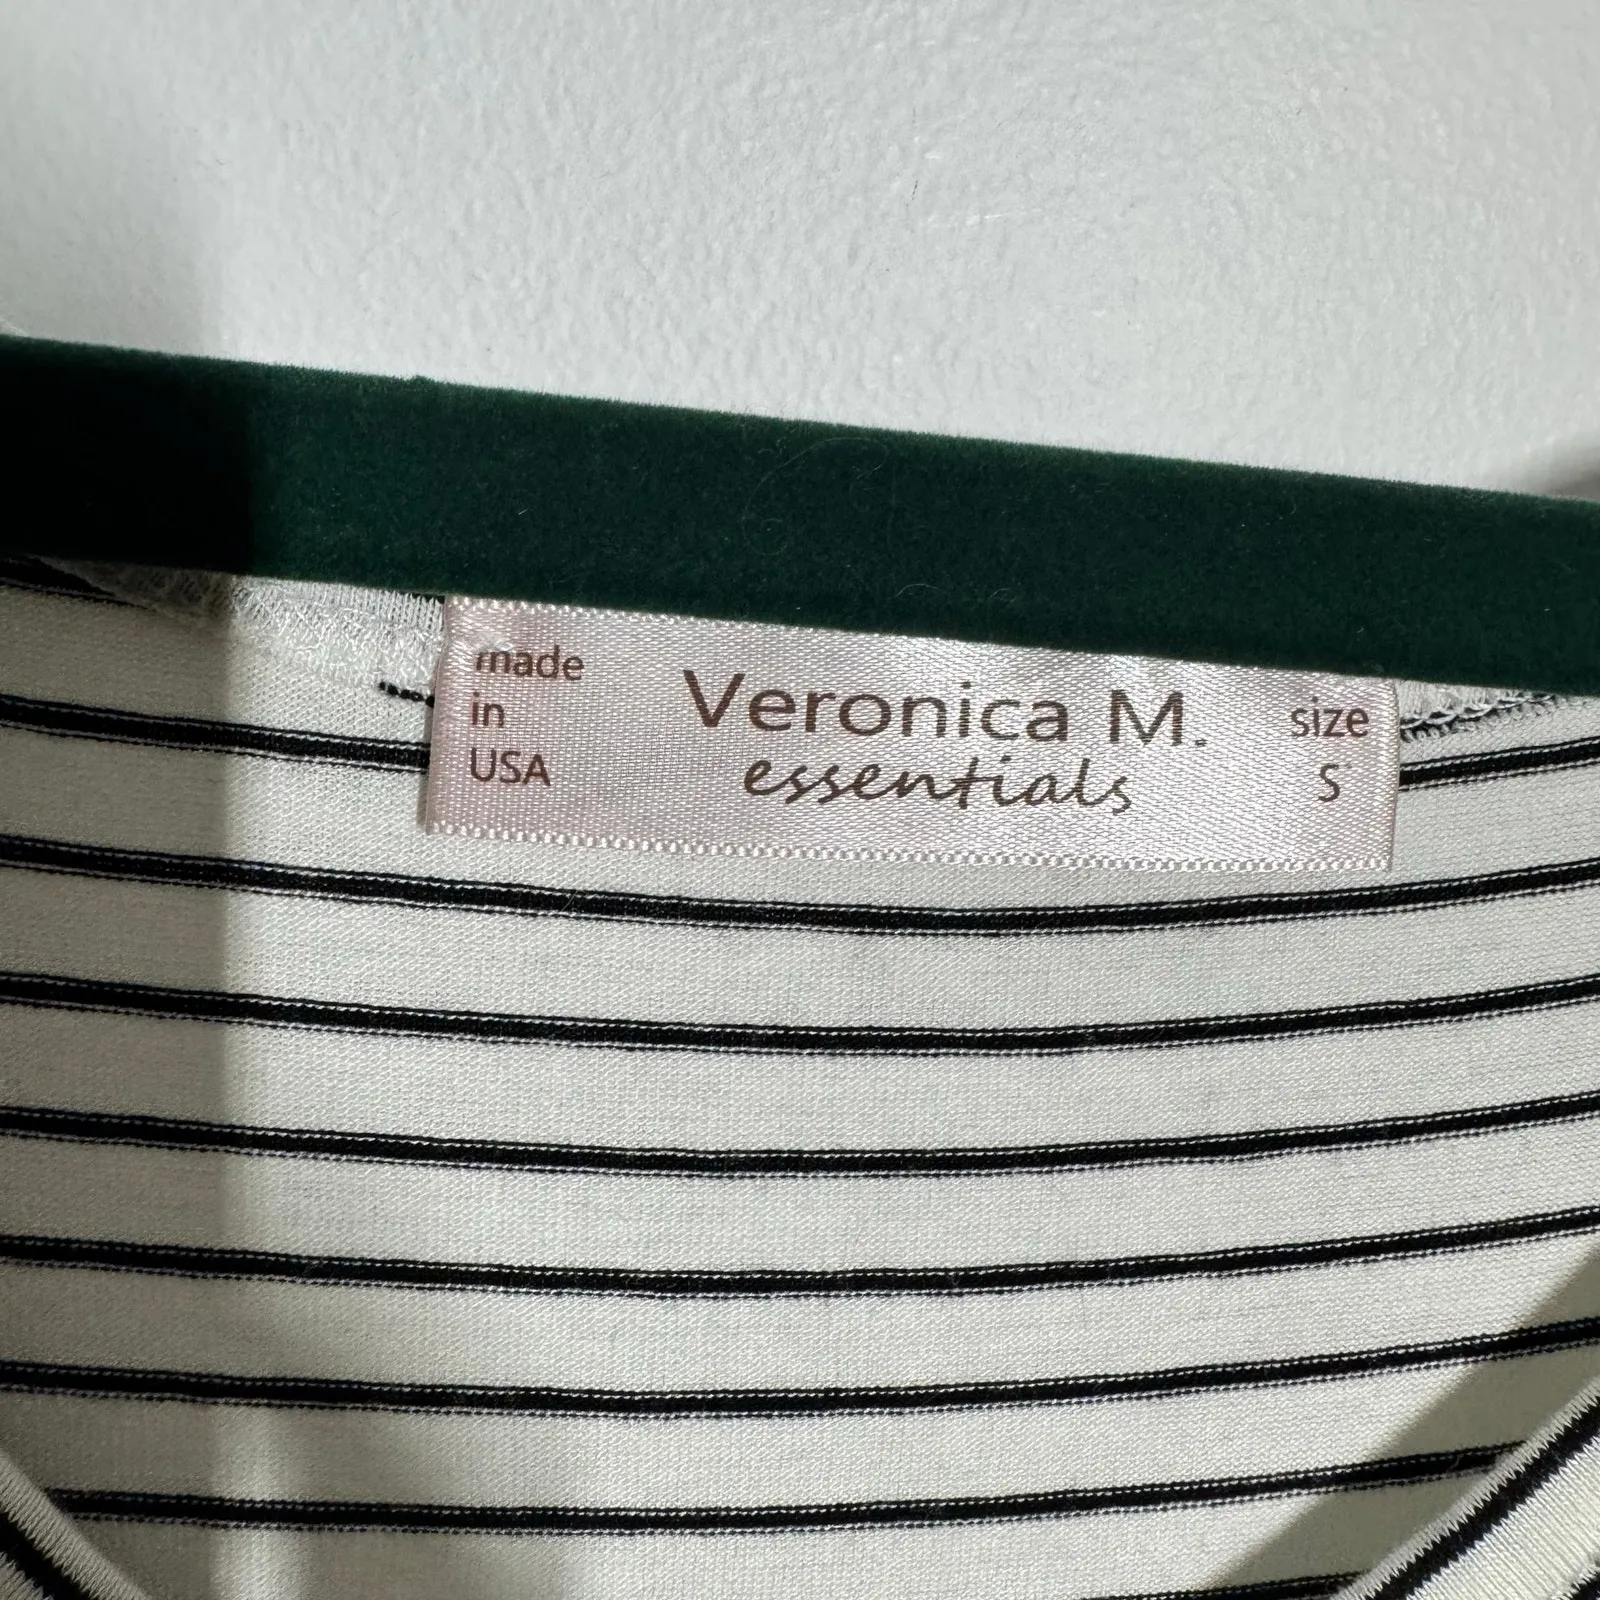 made
in
USA
Veronica M.
essentials
size
S